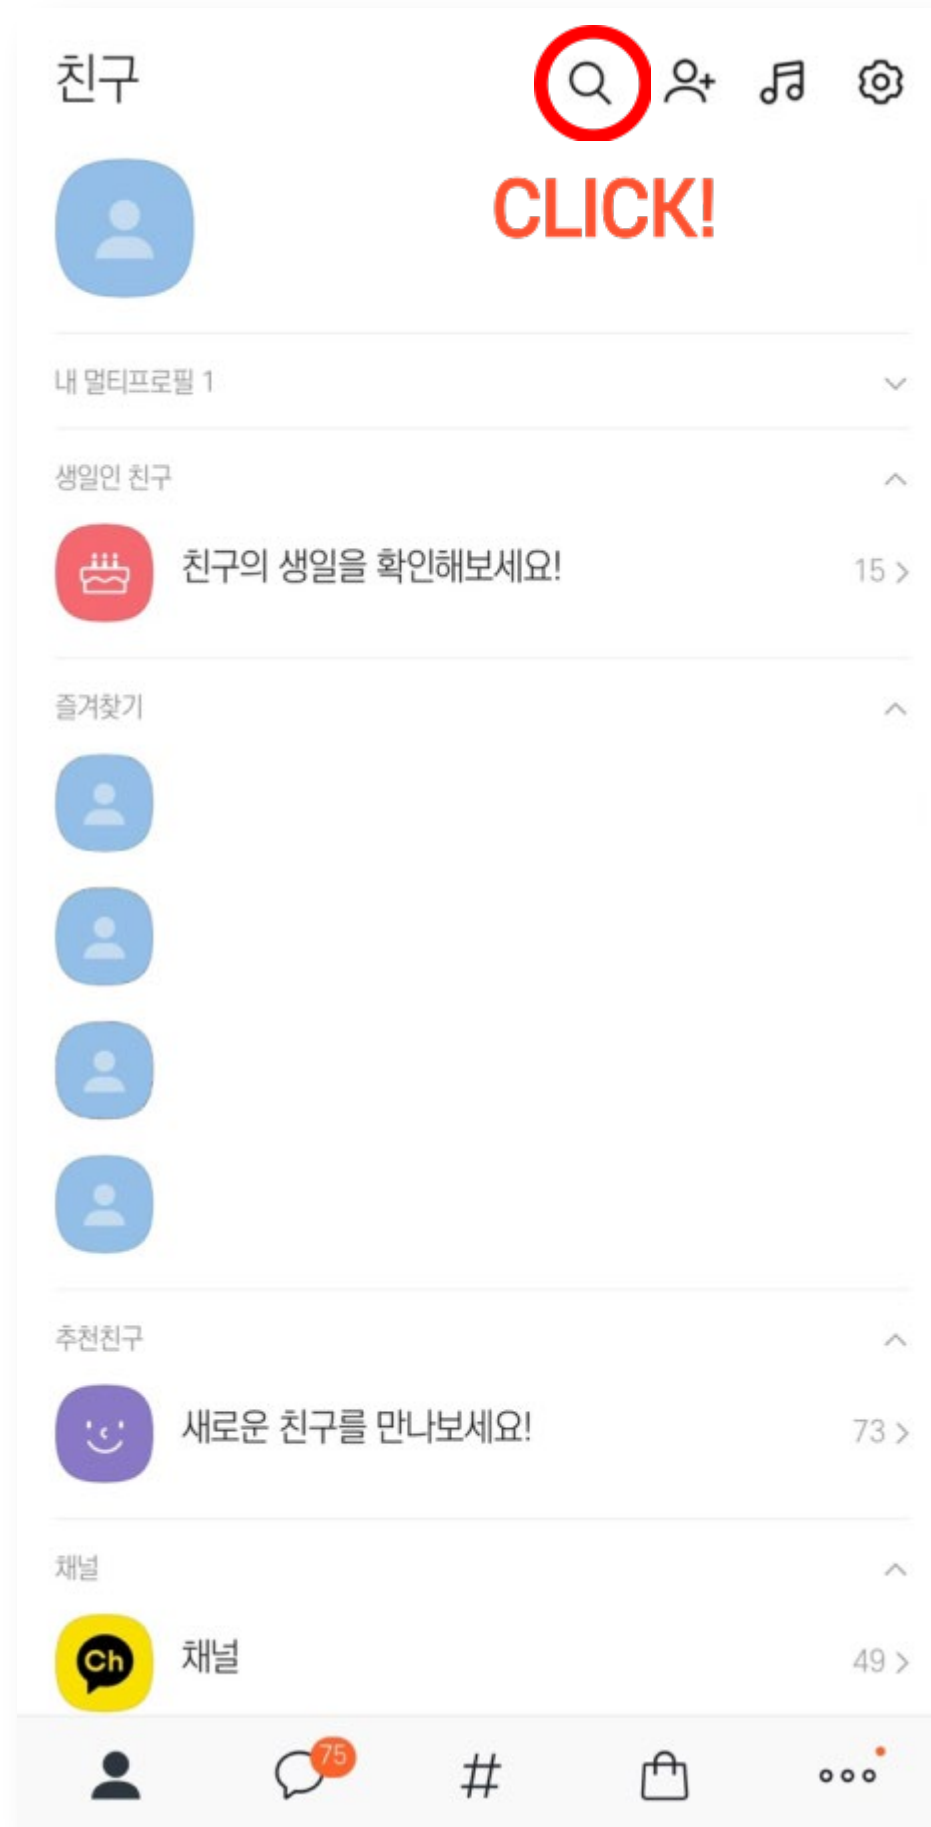 친구
CLICK!
내 멀티프로필 1
생일인 친구
친구의 생일을 확인해보세요!
15
즐겨찾기
추천친구
새로운 친구를 만나보세요!
73
채널
Ch
채널
49
75
#